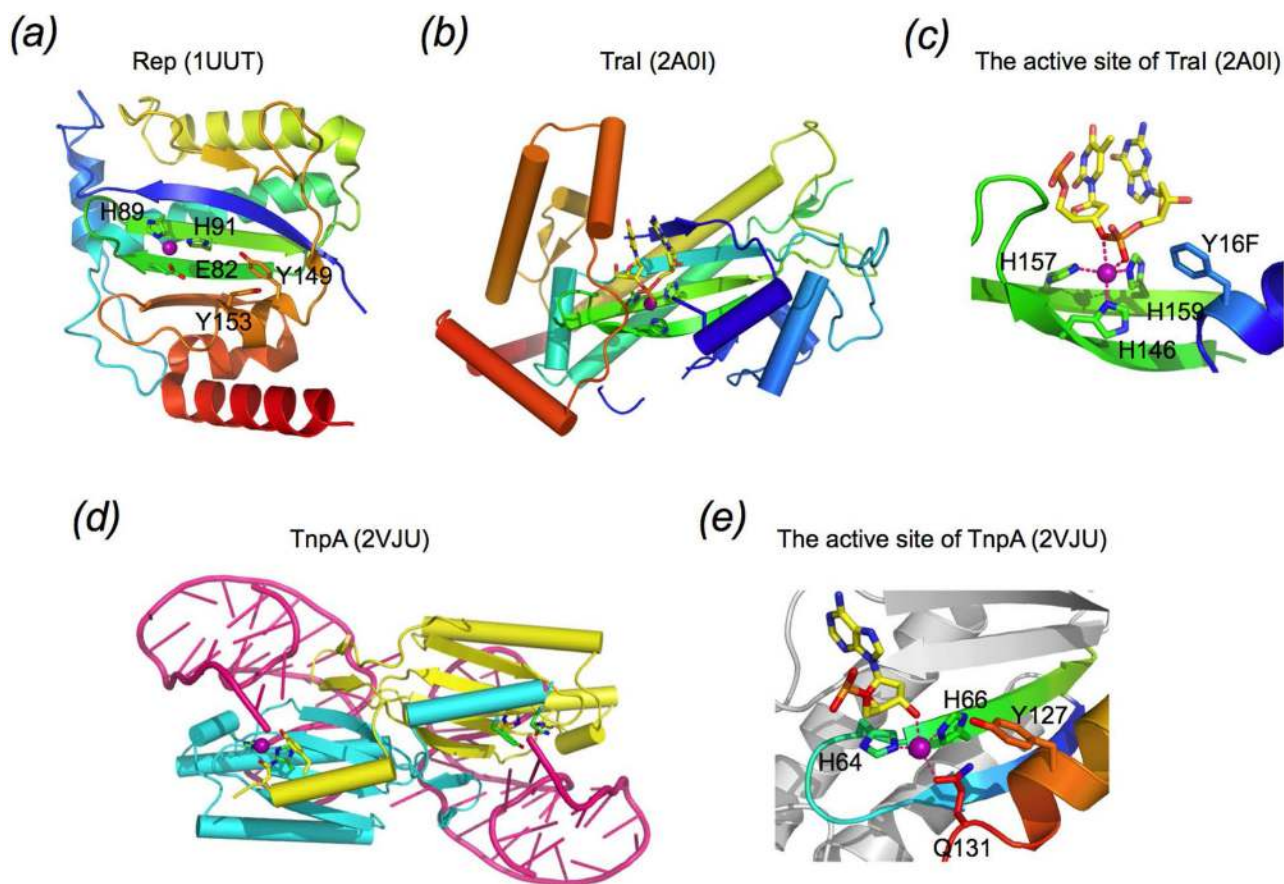 (a)
Rep (1UUT)
H89
H91
E82
Y149
Y153
(b)
TraI (2A0I)
(c)
The active site of TraI (2A0I)
H157
Y16F
H159
H146
(d)
TnpA (2VJU)
(e)
The active site of TnpA (2VJU)
H66
Y127
H64
Q131